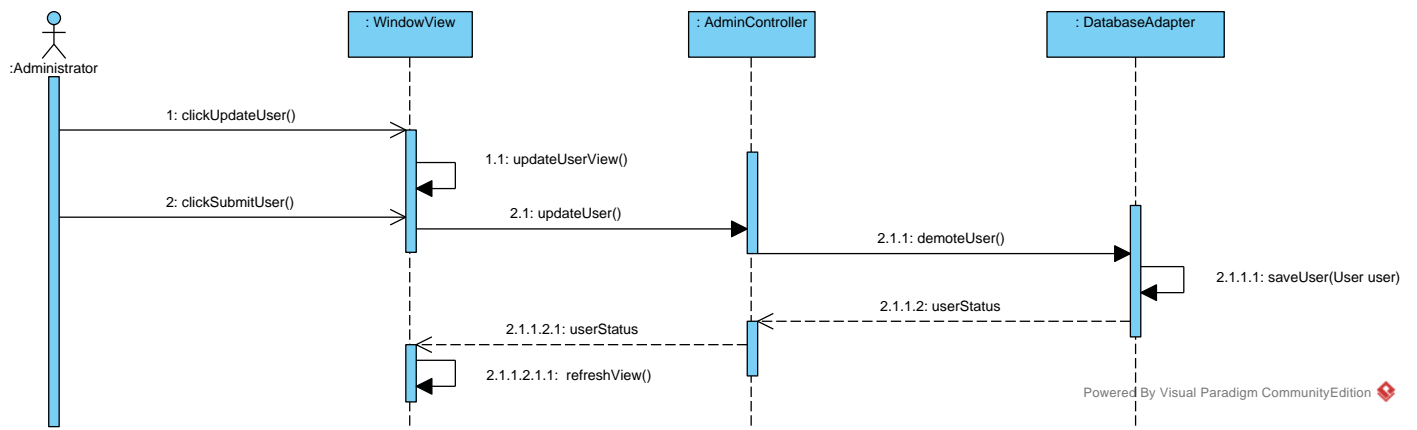 : WindowView
: AdminController
: DatabaseAdapter
:Administrator
1: clickUpdateUser()
1.1: updateUserView()
2: clickSubmitUser()
2.1: updateUser()
2.1.1: demoteUser()
2.1.1.1: saveUser(User user)
2.1.1.2: userStatus
2.1.1.2.1: userStatus
2.1.1.2.1.1: refreshView()
Powered By Visual Paradigm CommunityEdition